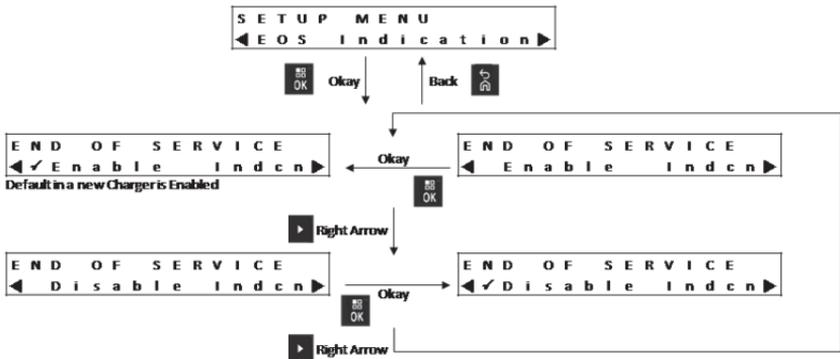 SETUP MENU
◀EOS Indication▶
OK
Okay
Back
END OF SERVICE
◀✓Enable Indcn▶
Default in a new Charger is Enabled
Okay
OK
END OF SERVICE
◀ Enable Indcn▶
Right Arrow
END OF SERVICE
◀ Disable Indcn▶
OK
Okay
END OF SERVICE
◀✓Disable Indcn▶
Right Arrow